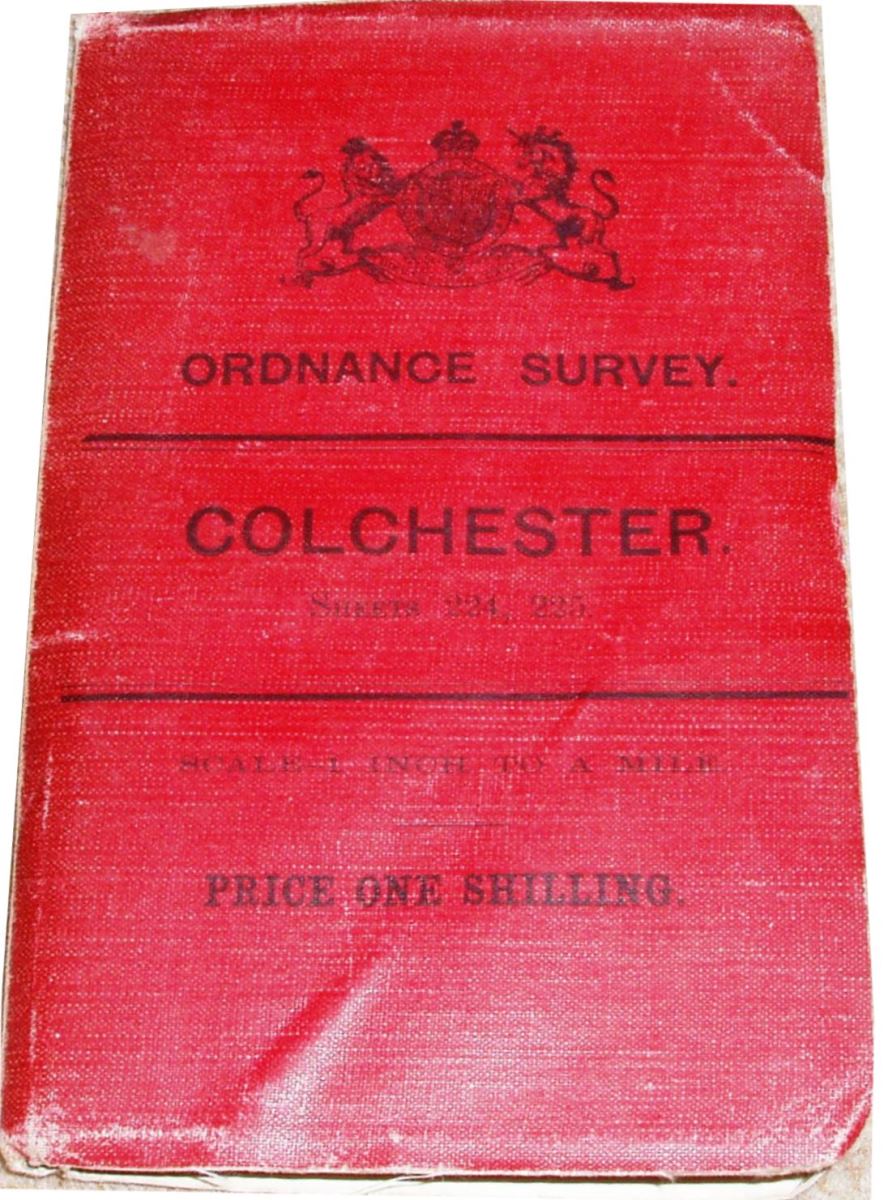 ORDNANCE SURVEY.
COLCHESTER.
SHEETS 224, 225.
SCALE–1 INCH TO A MILE.
PRICE ONE SHILLING.